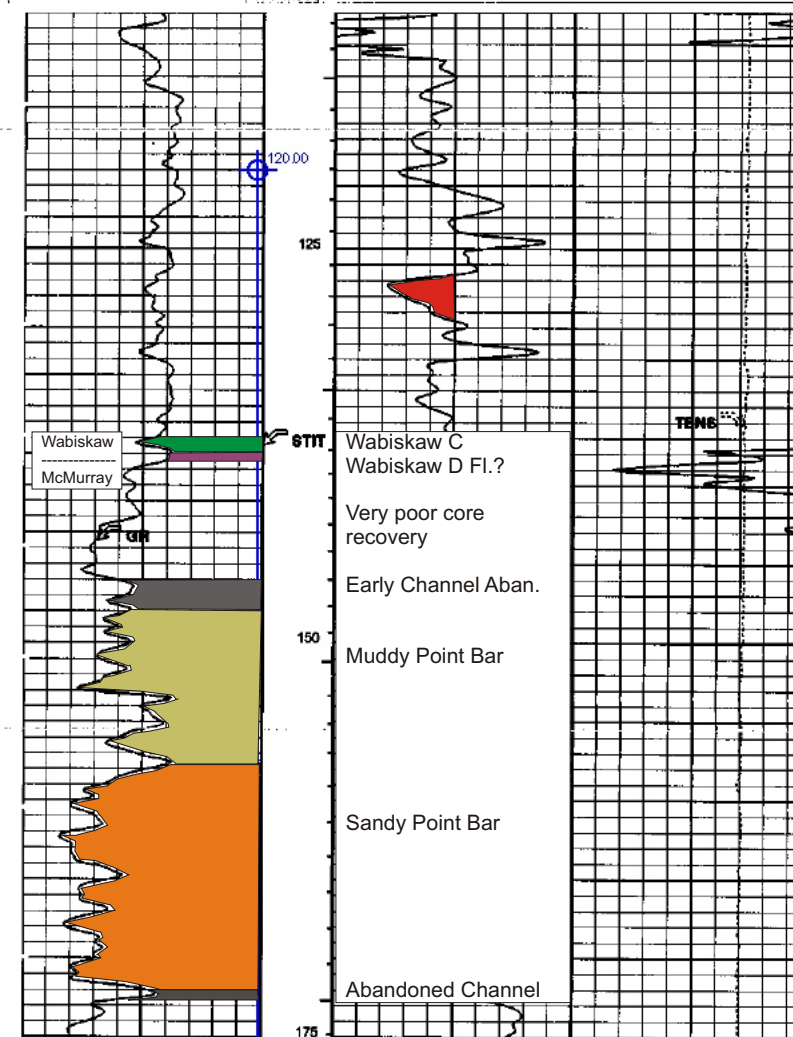 120.00
125
TENS
STIT
Wabiskaw
McMurray
Wabiskaw C
Wabiskaw D Fl.?
Very poor core
recovery
GR
Early Channel Aban.
150
Muddy Point Bar
Sandy Point Bar
Abandoned Channel
175